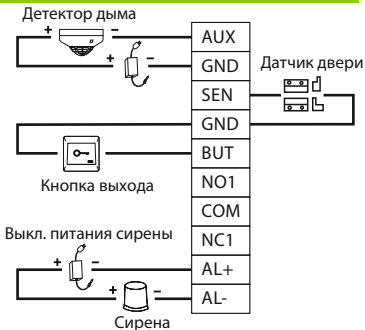 Детектор дыма
+ –
AUX
+ –
GND
Датчик двери
SEN
GND
BUT
Кнопка выхода
NO1
COM
Выкл. питания сирены
NC1
+ –
AL+
+ –
AL-
Сирена